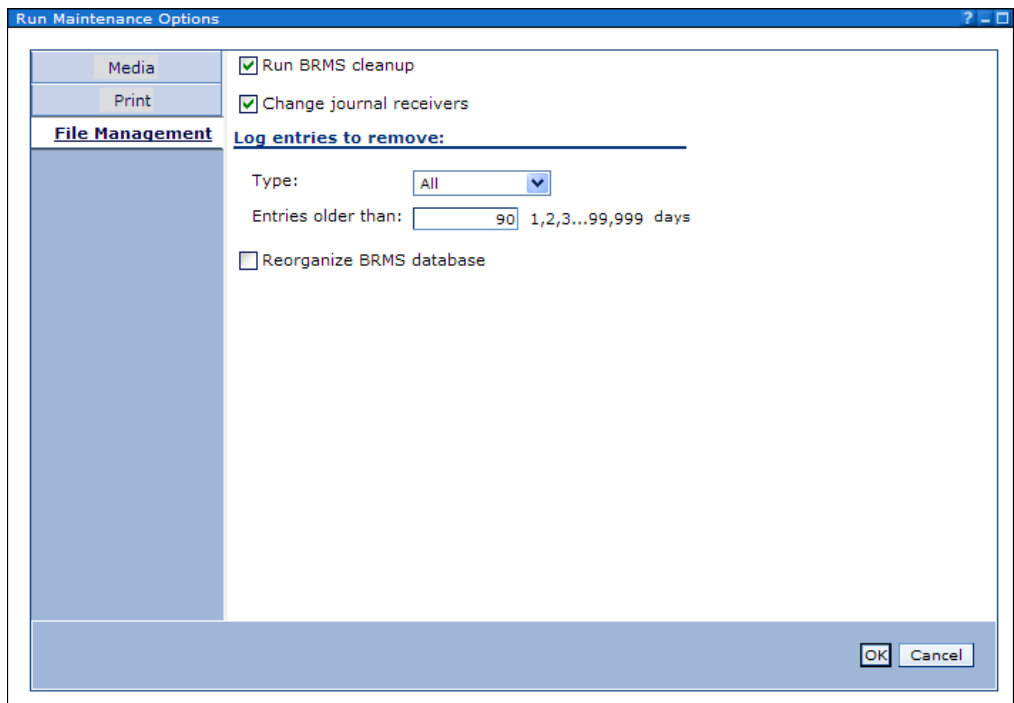 Run Maintenance Options ?
Media
Print
File Management
Run BRMS cleanup
Change journal receivers
Log entries to remove:
Type: All
Entries older than: 90 1,2,3...99,999 days
Reorganize BRMS database
OK Cancel